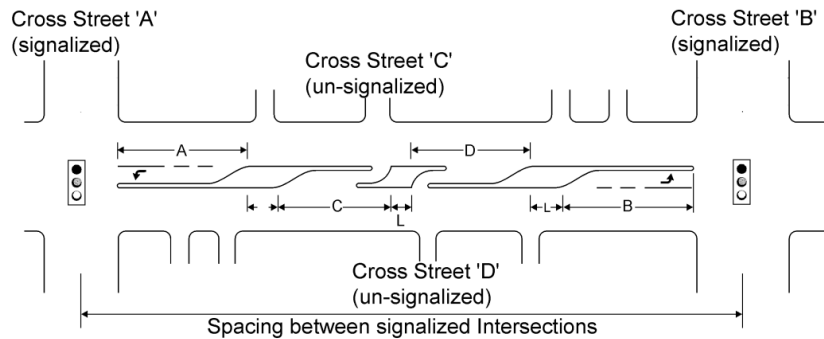 Cross Street 'A'
(signalized)
Cross Street 'B'
(signalized)
Cross Street 'C'
(un-signalized)
A
D
C
L
L
B
Cross Street 'D'
(un-signalized)
Spacing between signalized Intersections